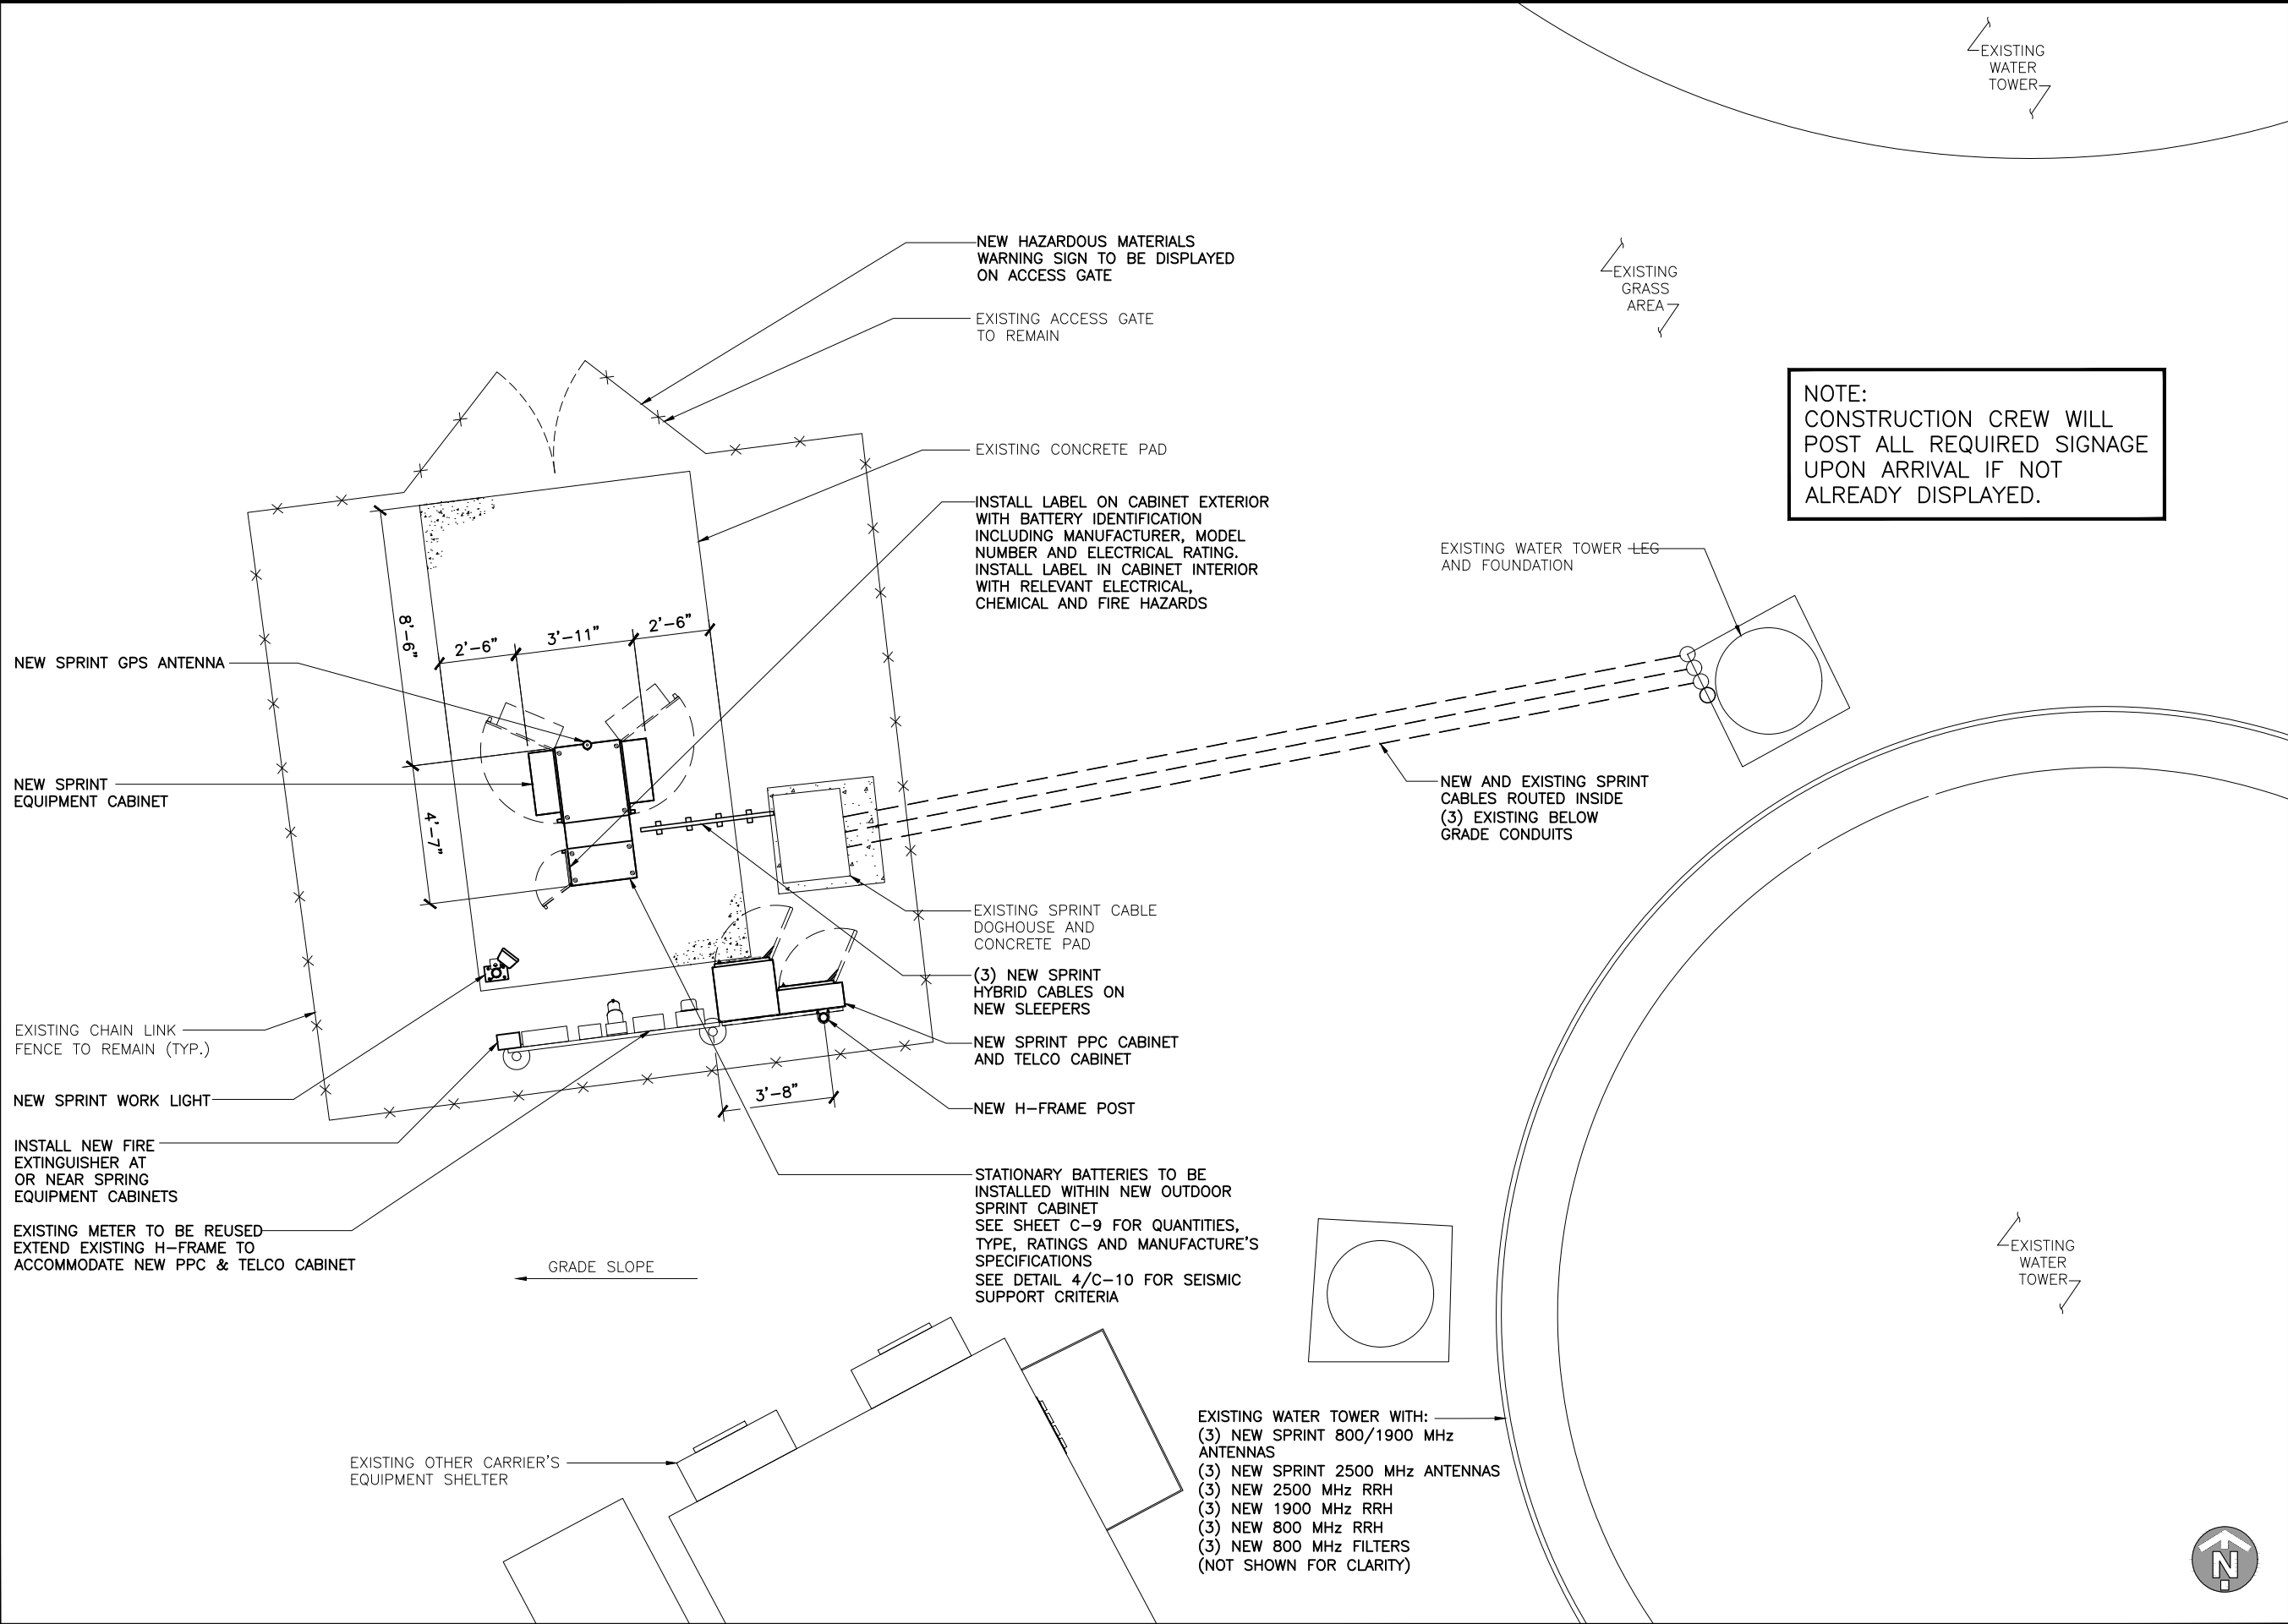 EXISTING
WATER
TOWER
NEW HAZARDOUS MATERIALS
WARNING SIGN TO BE DISPLAYED
ON ACCESS GATE
EXISTING
GRASS
AREA
EXISTING ACCESS GATE
TO REMAIN
NOTE:
CONSTRUCTION CREW WILL
POST ALL REQUIRED SIGNAGE
UPON ARRIVAL IF NOT
ALREADY DISPLAYED.
EXISTING CONCRETE PAD
INSTALL LABEL ON CABINET EXTERIOR
WITH BATTERY IDENTIFICATION
INCLUDING MANUFACTURER, MODEL
NUMBER AND ELECTRICAL RATING.
INSTALL LABEL IN CABINET INTERIOR
WITH RELEVANT ELECTRICAL,
CHEMICAL AND FIRE HAZARDS
EXISTING WATER TOWER LEG
AND FOUNDATION
8'-6"
2'-6"
3'-11"
2'-6"
NEW SPRINT GPS ANTENNA
NEW SPRINT
EQUIPMENT CABINET
4'-7"
NEW AND EXISTING SPRINT
CABLES ROUTED INSIDE
(3) EXISTING BELOW
GRADE CONDUITS
EXISTING SPRINT CABLE
DOGHOUSE AND
CONCRETE PAD
(3) NEW SPRINT
HYBRID CABLES ON
NEW SLEEPERS
EXISTING CHAIN LINK
FENCE TO REMAIN (TYP.)
NEW SPRINT PPC CABINET
AND TELCO CABINET
NEW SPRINT WORK LIGHT
3'-8"
NEW H-FRAME POST
INSTALL NEW FIRE
EXTINGUISHER AT
OR NEAR SPRING
EQUIPMENT CABINETS
STATIONARY BATTERIES TO BE
INSTALLED WITHIN NEW OUTDOOR
SPRINT CABINET
SEE SHEET C-9 FOR QUANTITIES,
TYPE, RATINGS AND MANUFACTURE'S
SPECIFICATIONS
SEE DETAIL 4/C-10 FOR SEISMIC
SUPPORT CRITERIA
EXISTING METER TO BE REUSED
EXTEND EXISTING H-FRAME TO
ACCOMMODATE NEW PPC & TELCO CABINET
GRADE SLOPE
EXISTING
WATER
TOWER
EXISTING WATER TOWER WITH:
(3) NEW SPRINT 800/1900 MHz
ANTENNAS
(3) NEW SPRINT 2500 MHz ANTENNAS
(3) NEW 2500 MHz RRH
(3) NEW 1900 MHz RRH
(3) NEW 800 MHz RRH
(3) NEW 800 MHz FILTERS
(NOT SHOWN FOR CLARITY)
EXISTING OTHER CARRIER'S
EQUIPMENT SHELTER
N